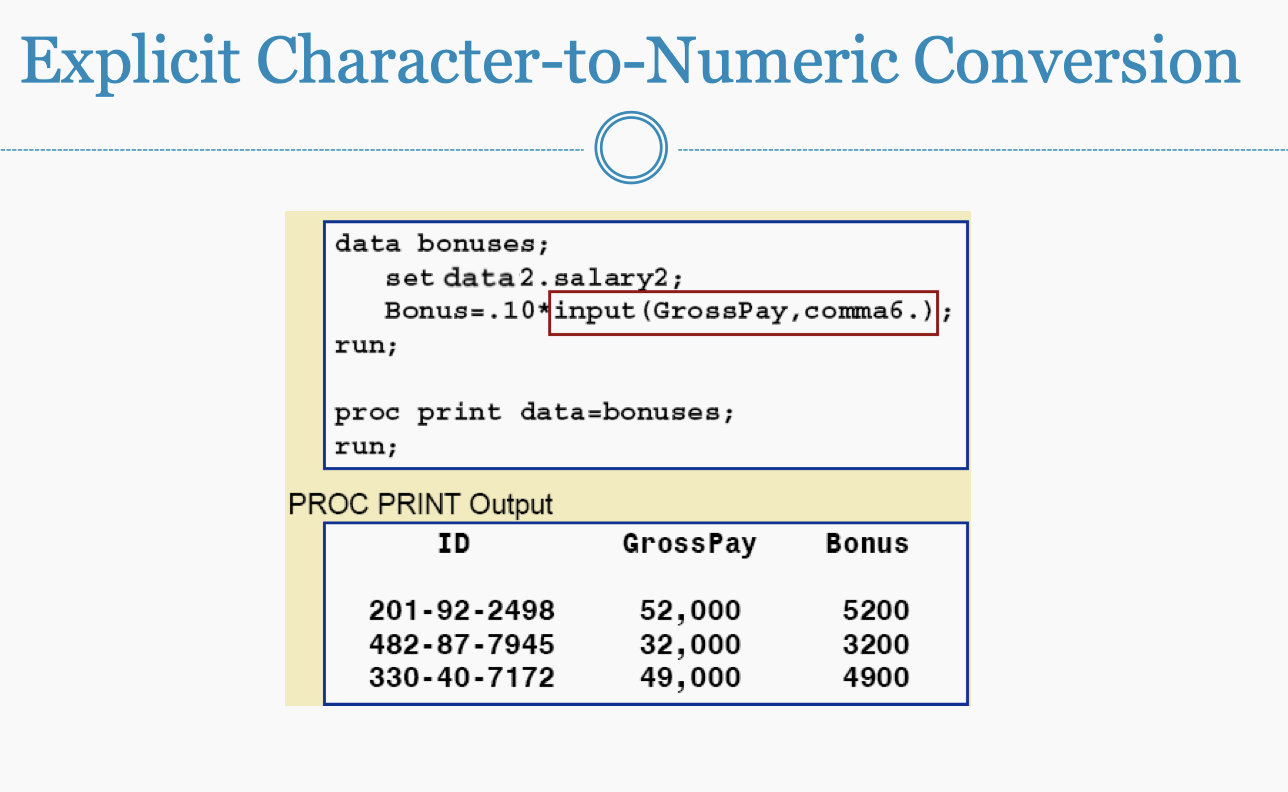 Explicit Character-to-Numeric Conversion
data bonuses;
set data2.salary2;
Bonus=.10*input(GrossPay,comma6.);
run;
proc print data=bonuses;
run;
PROC PRINT Output
ID GrossPay Bonus
201-92-2498 52,000 5200
482-87-7945 32,000 3200
330-40-7172 49,000 4900